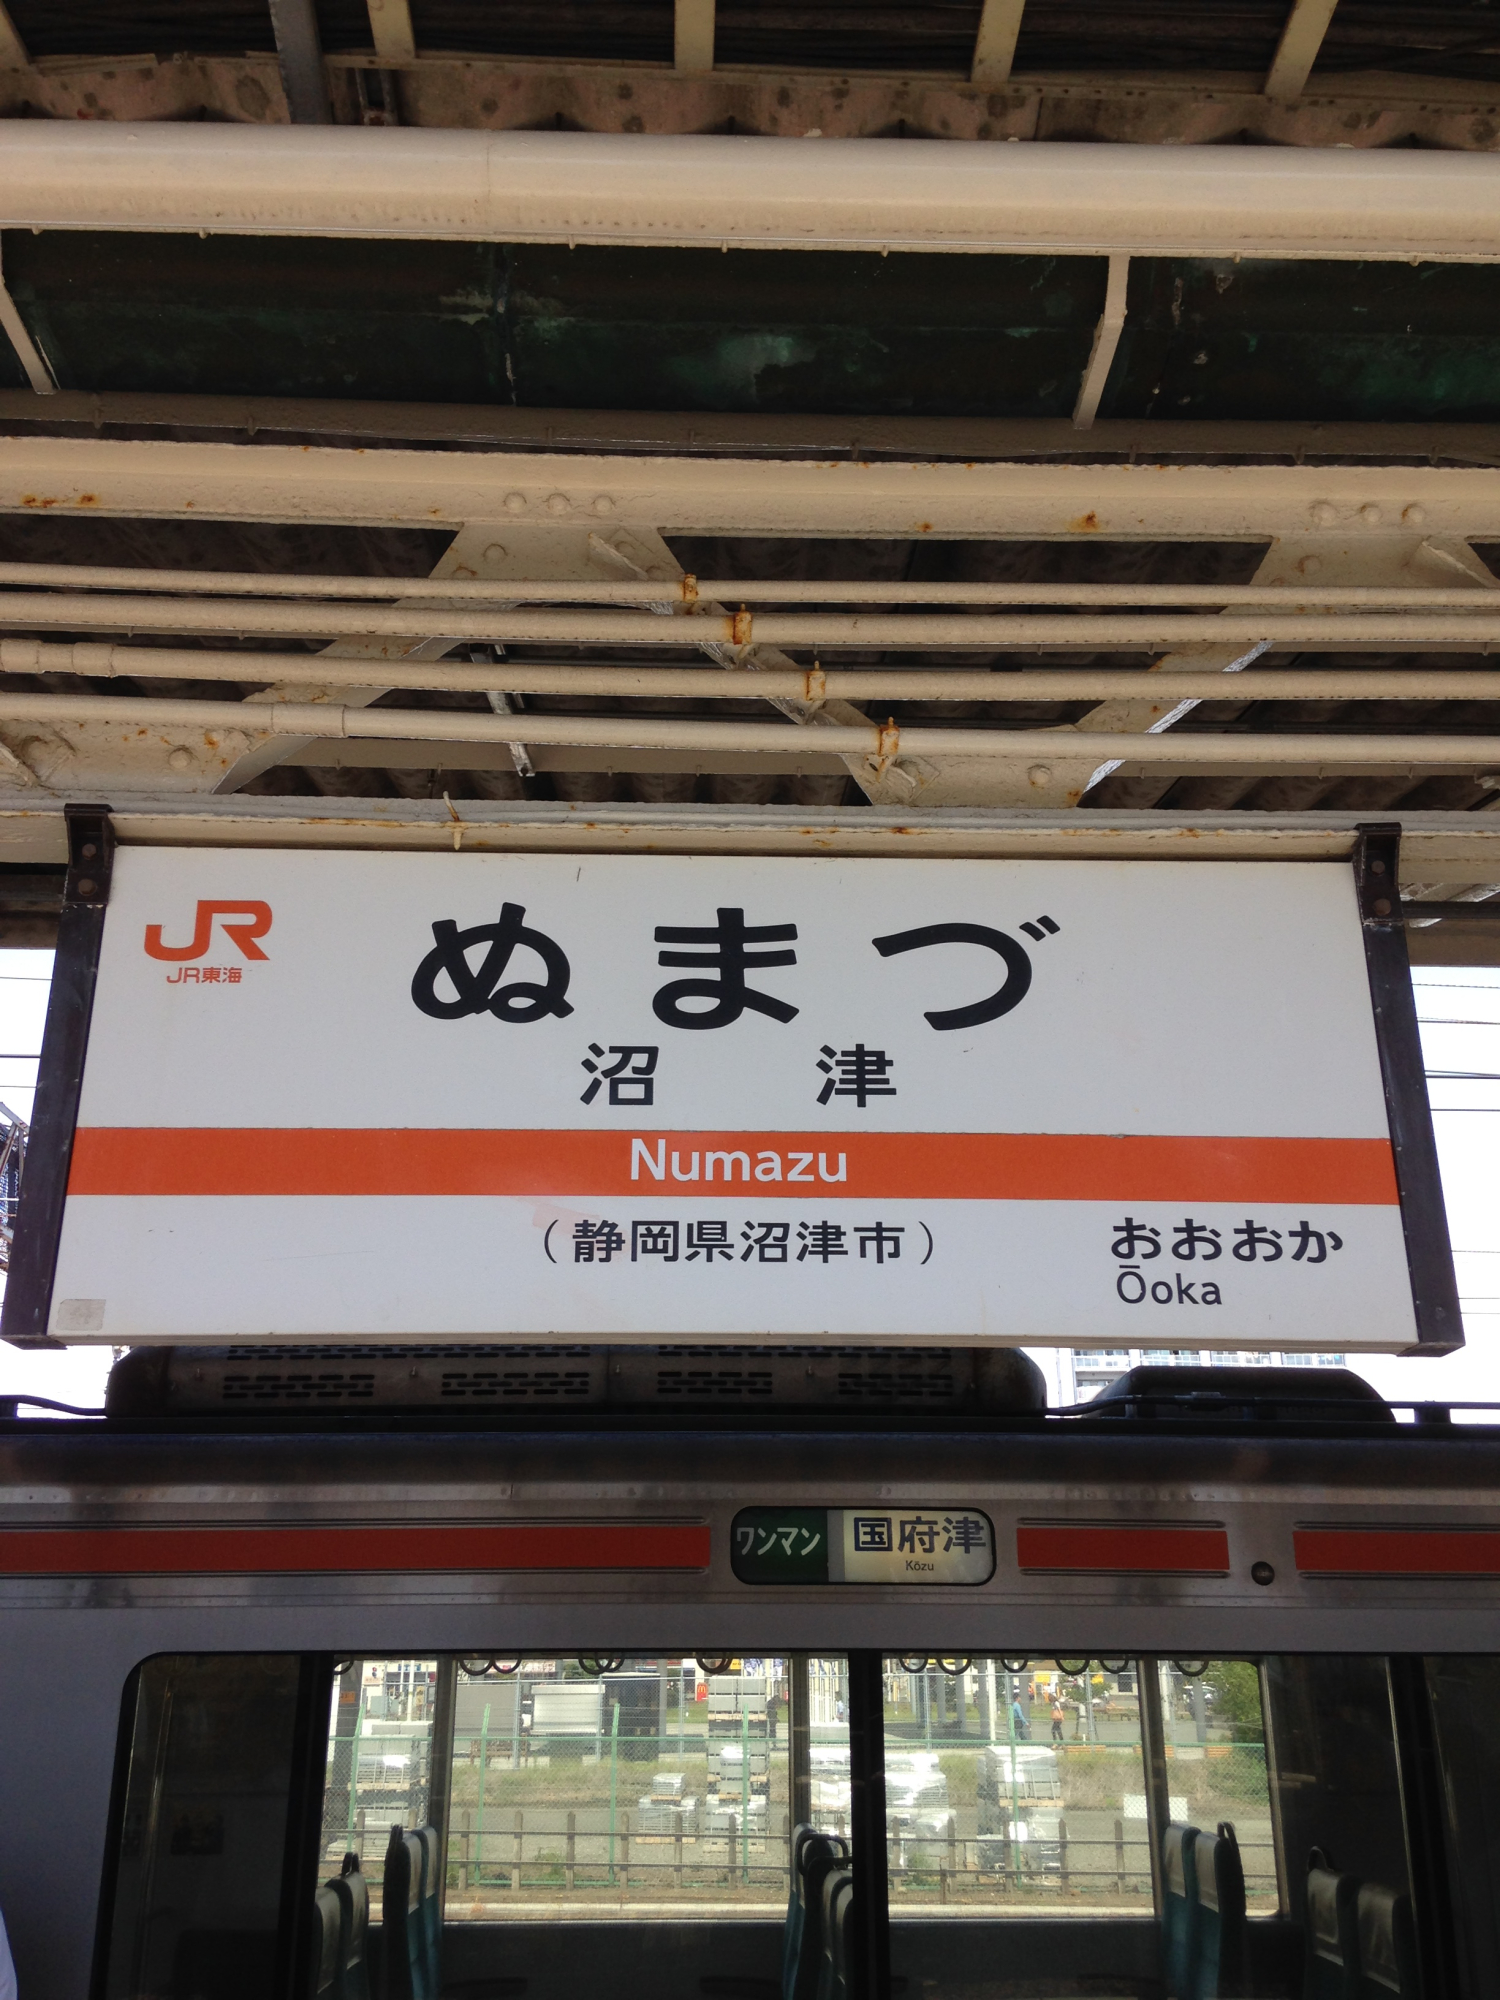 JR
JR東海
ぬまづ
沼津
Numazu
(静岡県沼津市)
おおおか
Ōoka
ワンマン 国府津
Kōzu